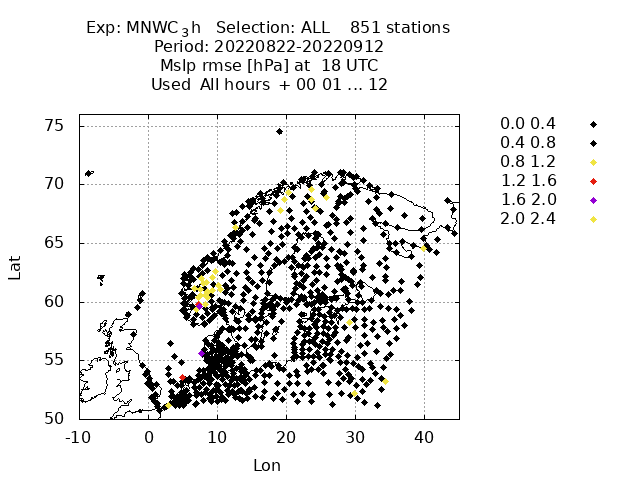 Exp: MNWC_3h Selection: ALL 851 stations
Period: 20220822-20220912
Mslp rmse [hPa] at 18 UTC
Used All hours + 00 01 ... 12
0.0 0.4
0.4 0.8
0.8 1.2
1.2 1.6
1.6 2.0
2.0 2.4
75
70
65
60
55
50
Lat
-10 0 10 20 30 40
Lon